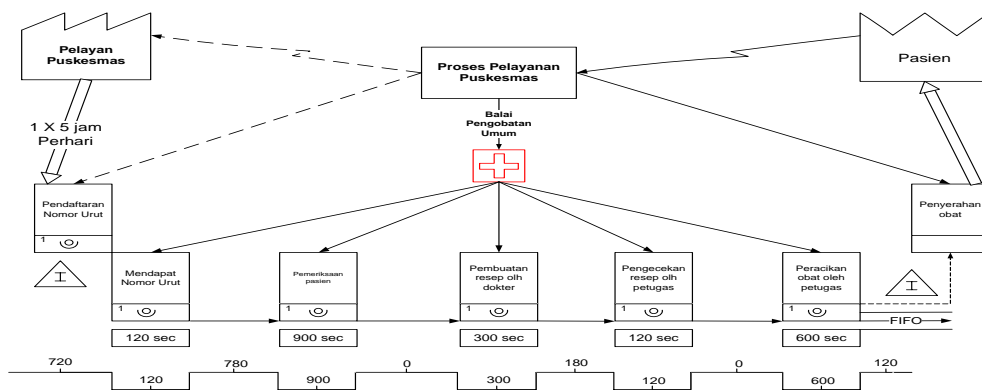 Pelayan
Puskesmas
Proses Pelayanan
Puskesmas
Pasien
1 X 5 jam
Perhari
Balai
Pengobatan
Umum
Pendaftaran
Nomor Urut
1
I
Penyerahan
obat
Mendapat
Nomor Urut
1
Pemeriksaan
pasien
1
Pembuatan
resep olh
dokter
1
Pengecekan
resep olh
petugas
1
Peracikan
obat oleh
petugas
1
I
FIFO
120 sec
900 sec
300 sec
120 sec
600 sec
720
780
0
180
0
120
120
900
300
120
600